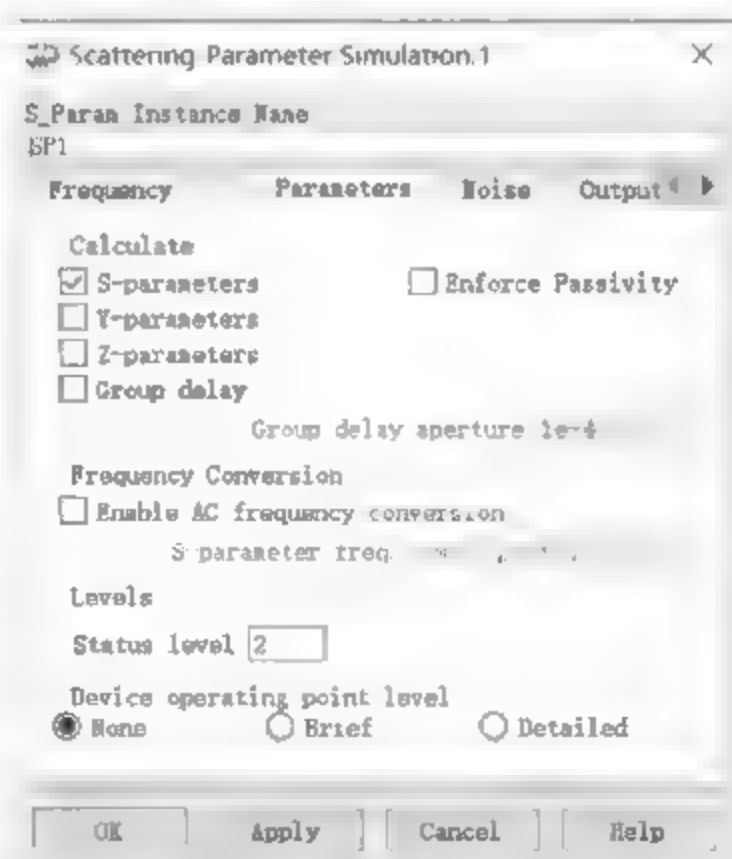 Scattering Parameter Simulation:1
S_Param Instance Name
SP1
Frequency Parameters Noise Output
Calculate
S-parameters Enforce Passivity
Y-parameters
Z-parameters
Group delay
Group delay aperture 1e-4
Frequency Conversion
Enable AC frequency conversion
S parameter freq.
Levels
Status level 2
Device operating point level
None Brief Detailed
OK Apply Cancel Help